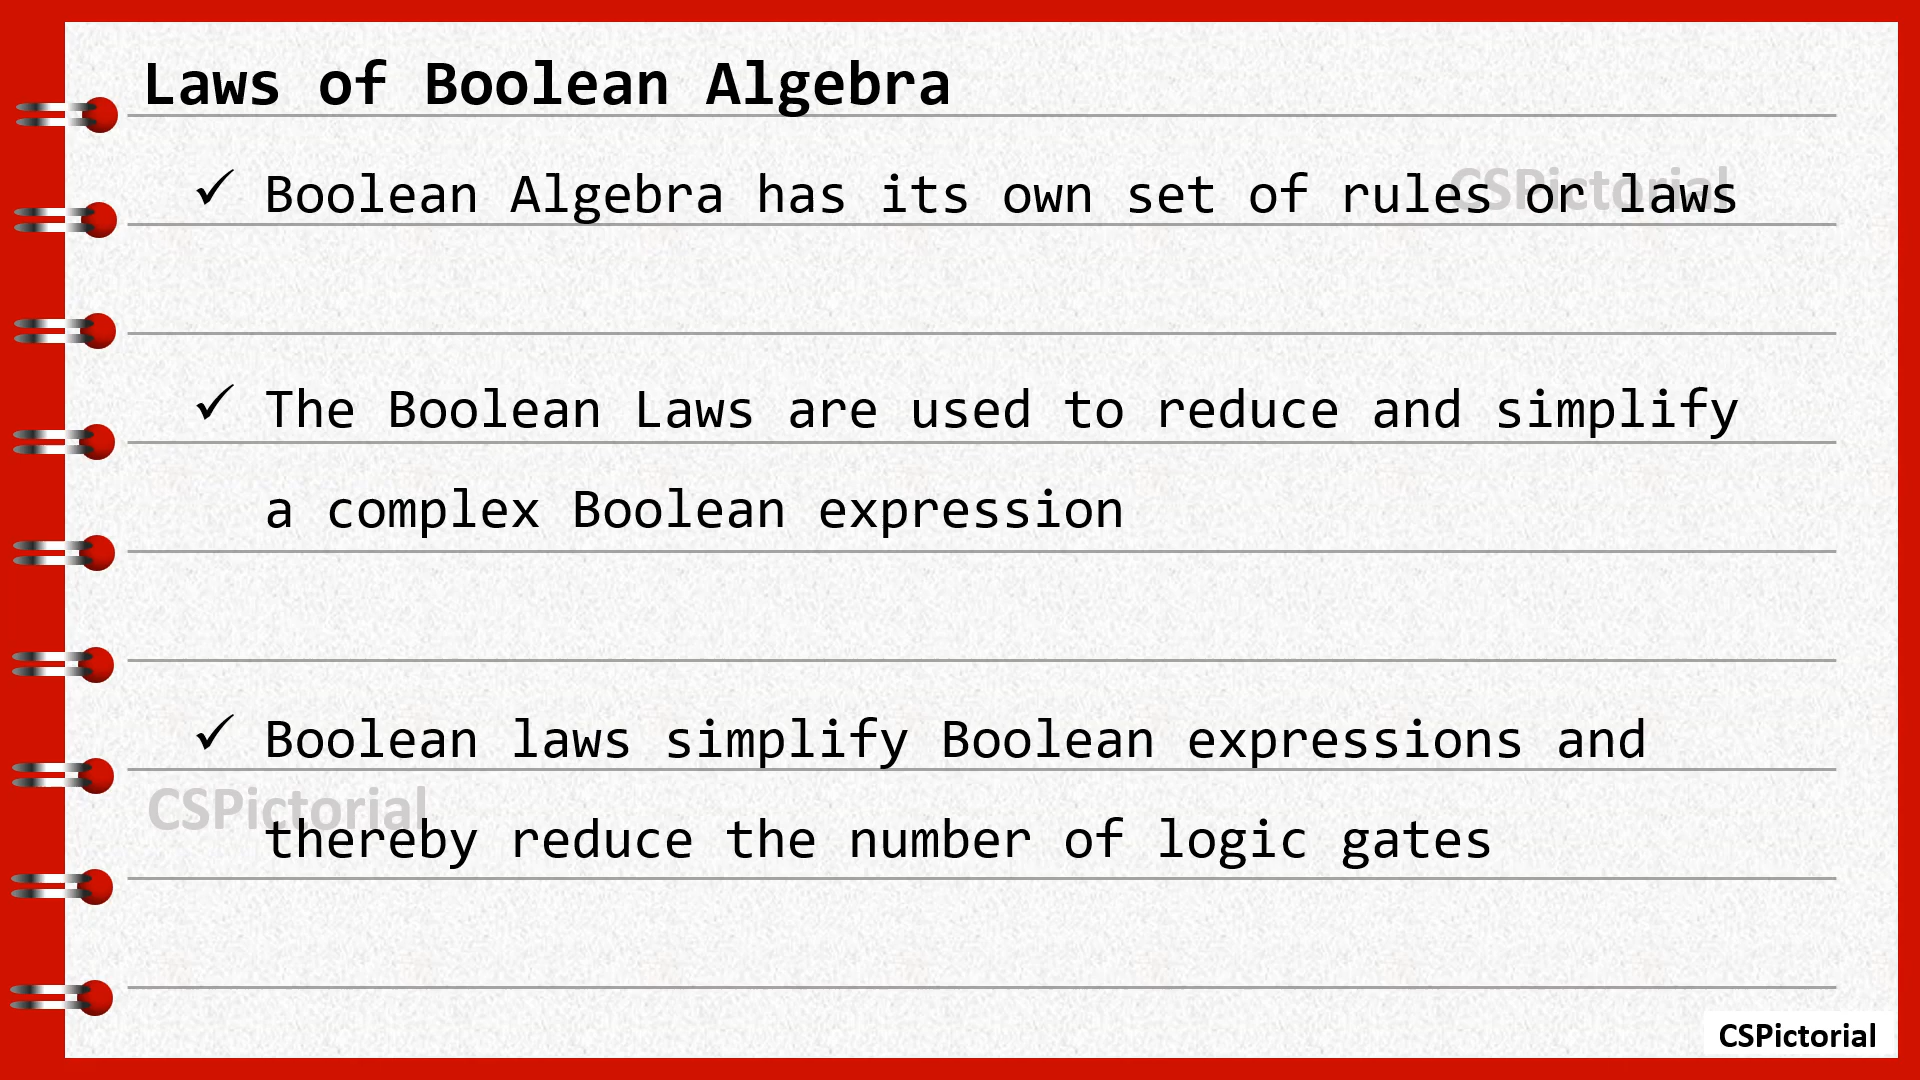 Laws of Boolean Algebra
✓ Boolean Algebra has its own set of rules or laws
CSPictorial
✓ The Boolean Laws are used to reduce and simplify
a complex Boolean expression
✓ Boolean laws simplify Boolean expressions and
CSPictorial
thereby reduce the number of logic gates
CSPictorial